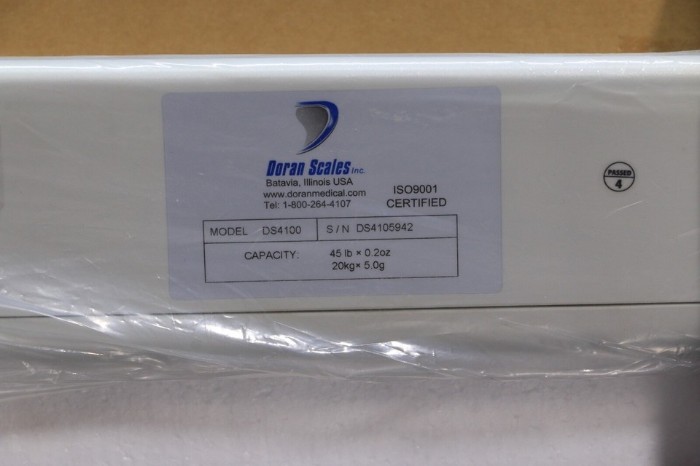 Doran Scales Inc.
Batavia, Illinois USA
www.doranmedical.com
Tel: 1-800-264-4107
ISO9001
CERTIFIED
MODEL DS4100 S/N DS4105942
CAPACITY: 45 lb × 0.2oz
20kg× 5.0g
PASSED
4